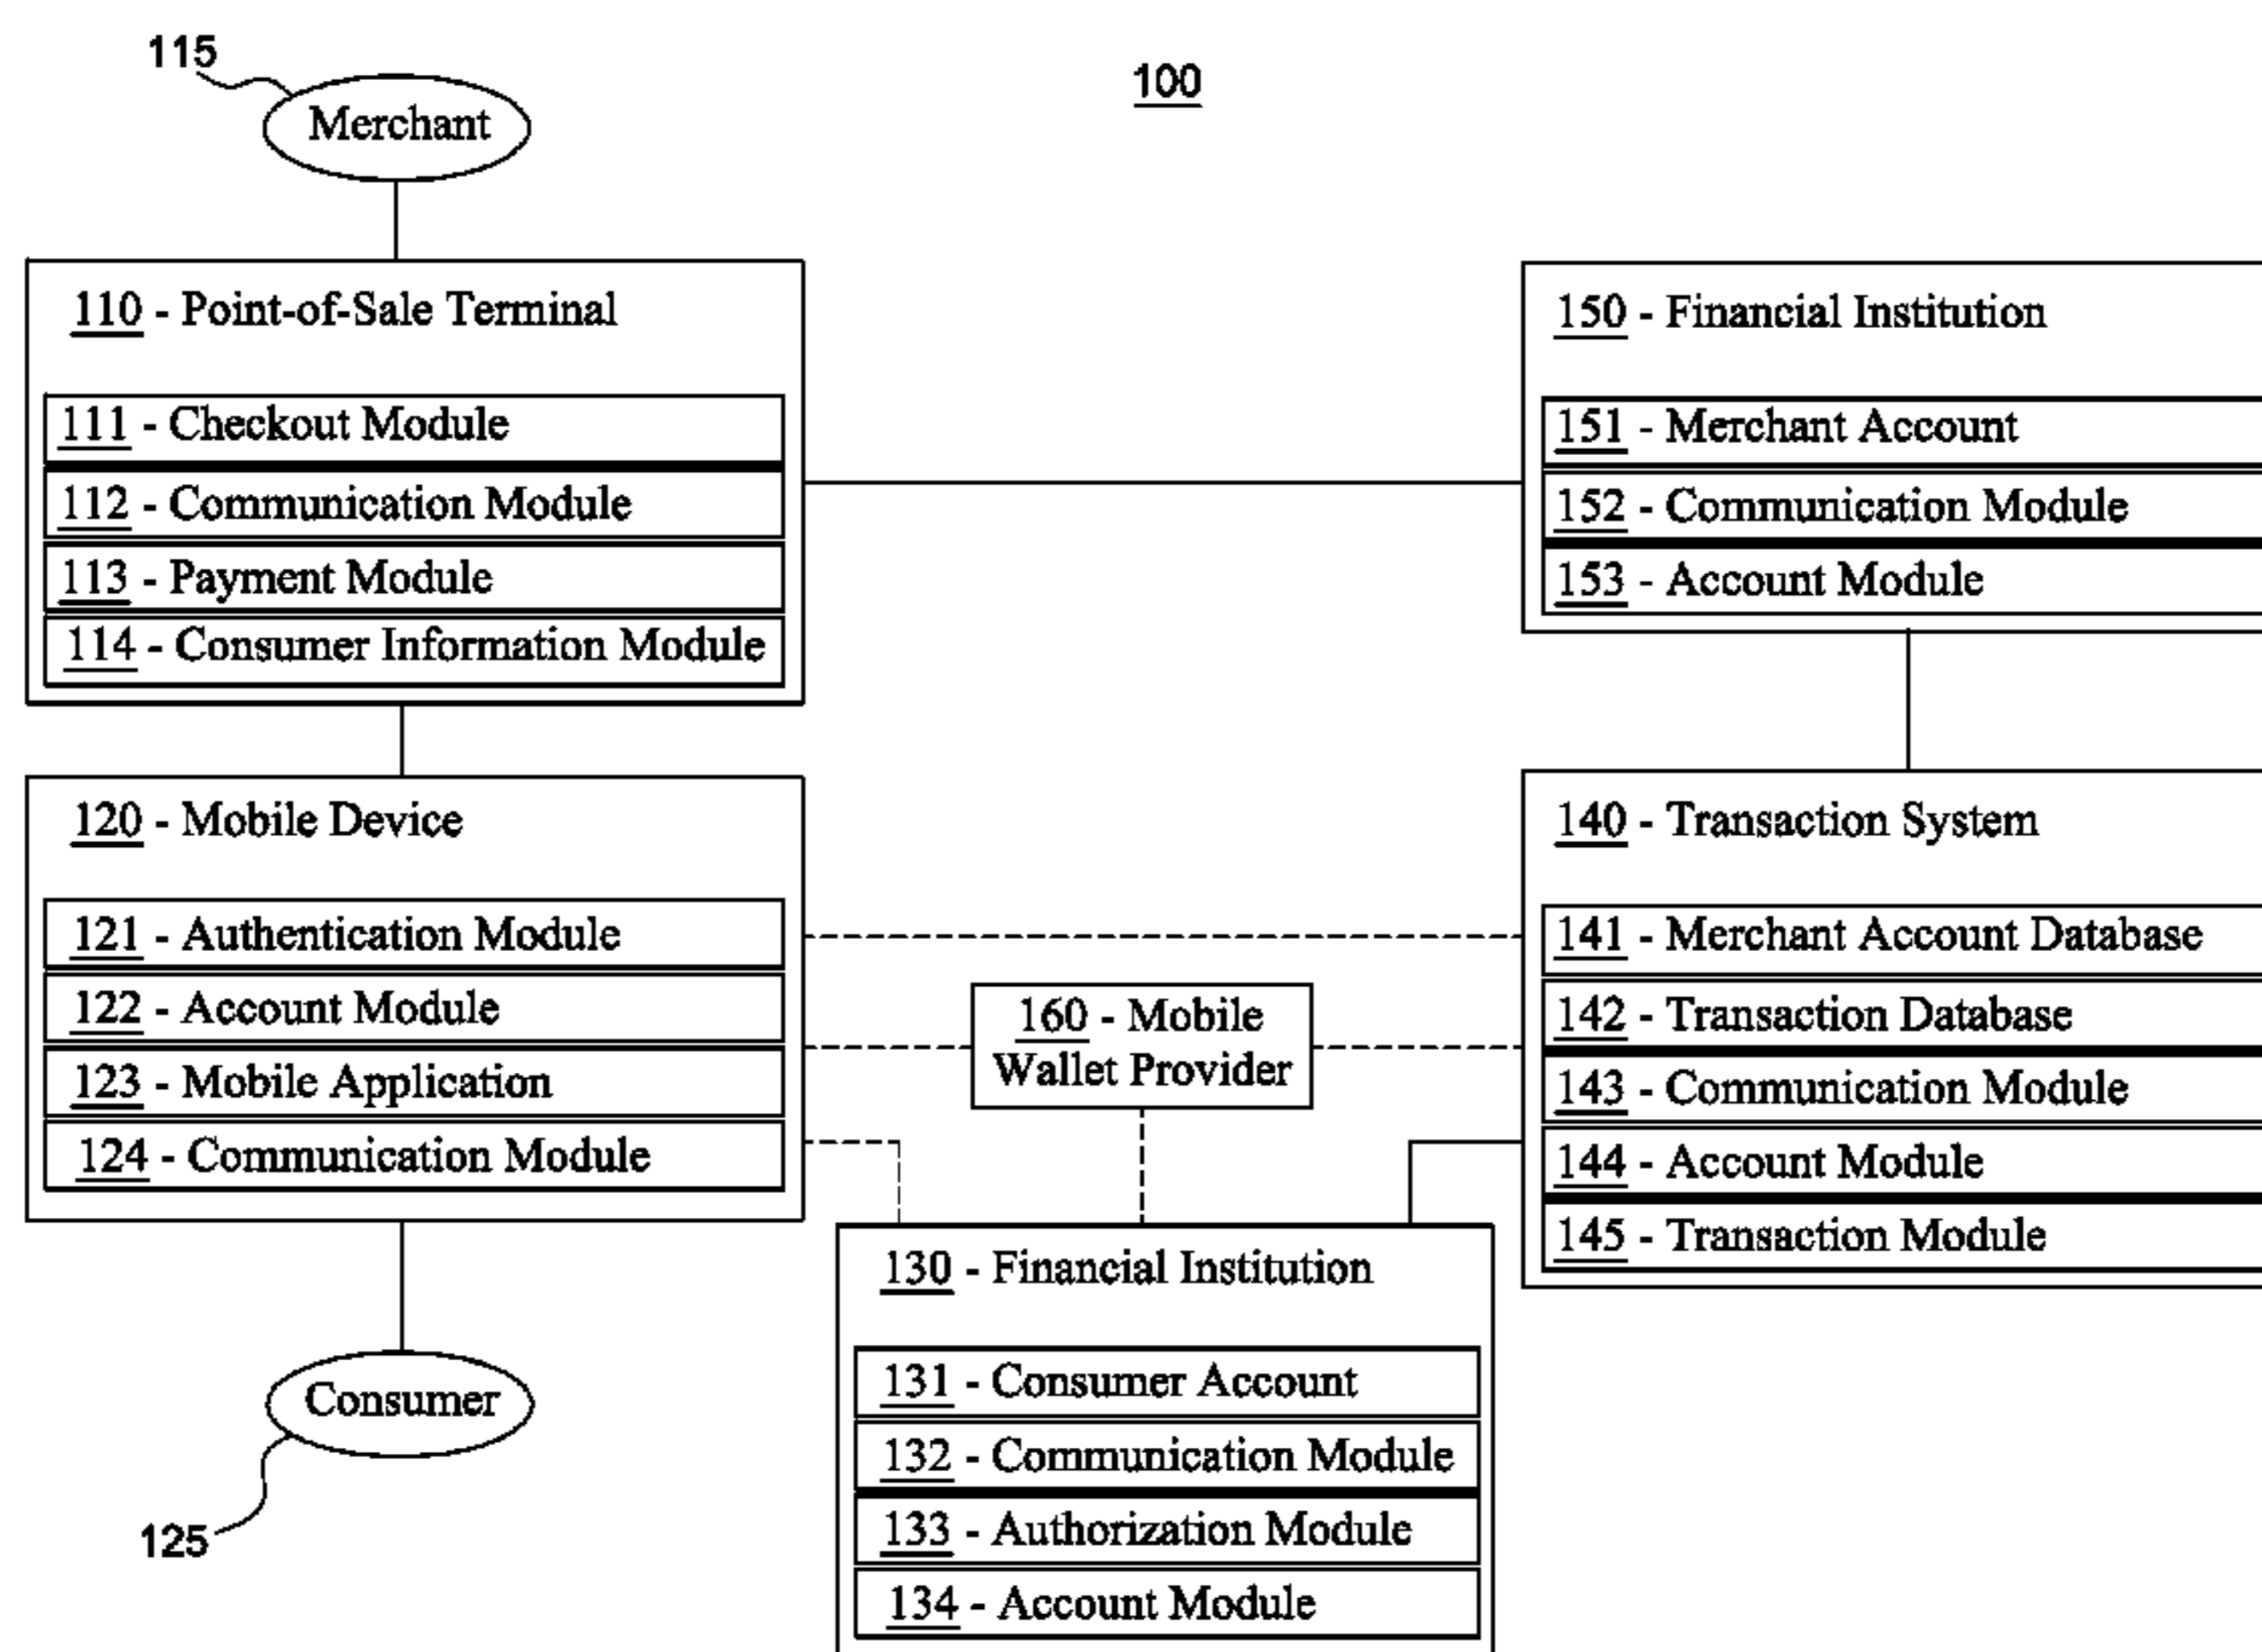 115
Merchant
100
110 - Point-of-Sale Terminal
111 - Checkout Module
112 - Communication Module
113 - Payment Module
114 - Consumer Information Module
150 - Financial Institution
151 - Merchant Account
152 - Communication Module
153 - Account Module
120 - Mobile Device
121 - Authentication Module
122 - Account Module
123 - Mobile Application
124 - Communication Module
160 - Mobile
Wallet Provider
140 - Transaction System
141 - Merchant Account Database
142 - Transaction Database
143 - Communication Module
144 - Account Module
145 - Transaction Module
Consumer
125
130 - Financial Institution
131 - Consumer Account
132 - Communication Module
133 - Authorization Module
134 - Account Module